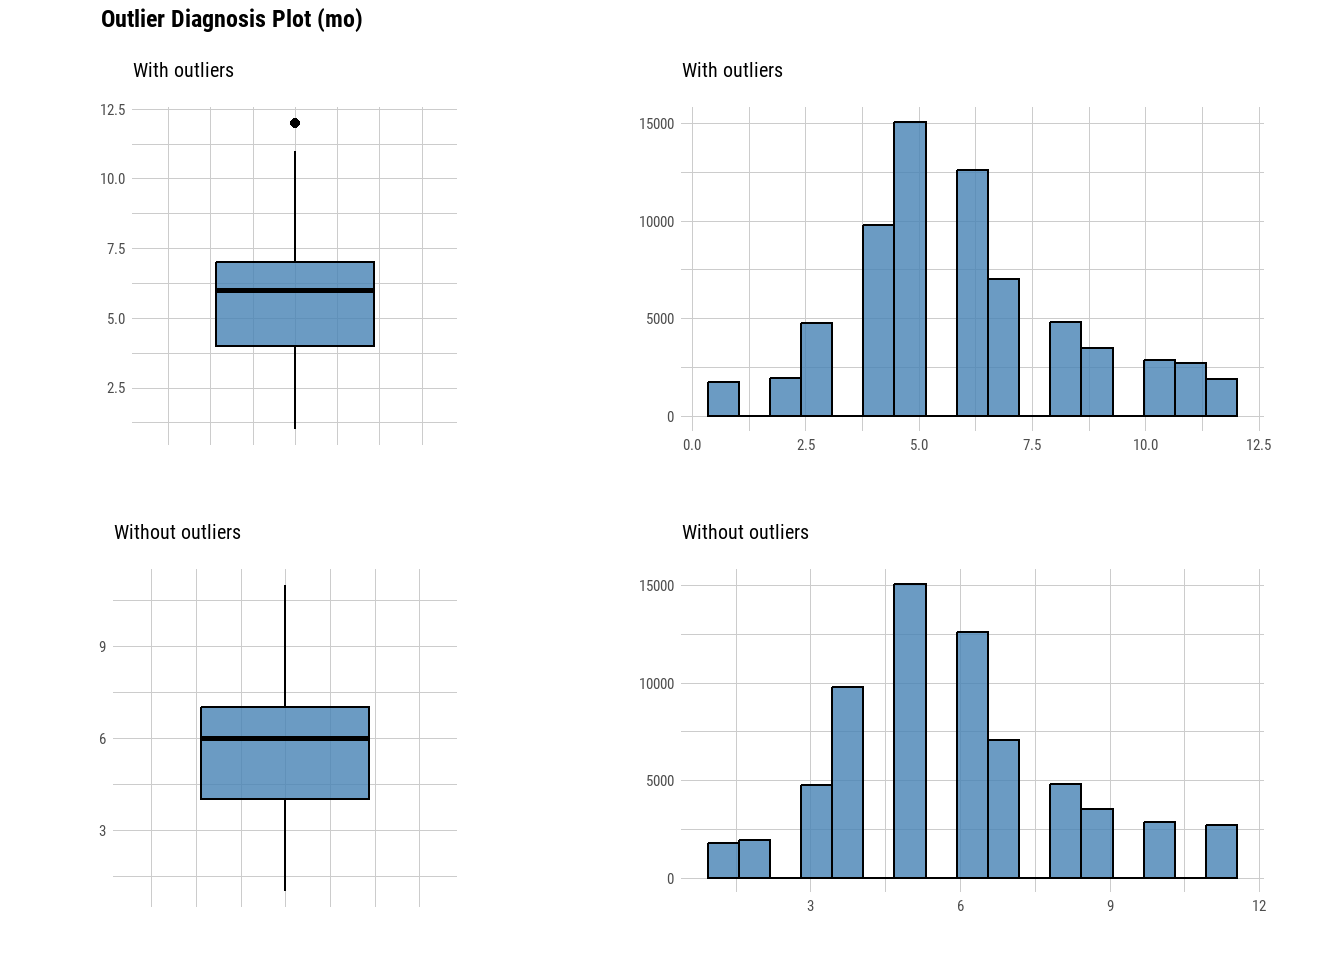 Outlier Diagnosis Plot (mo)
With outliers
12.5
10.0
7.5
5.0
2.5
With outliers
15000
10000
5000
0
0.0 2.5 5.0 7.5 10.0 12.5
Without outliers
9
6
3
Without outliers
15000
10000
5000
0
3 6 9 12